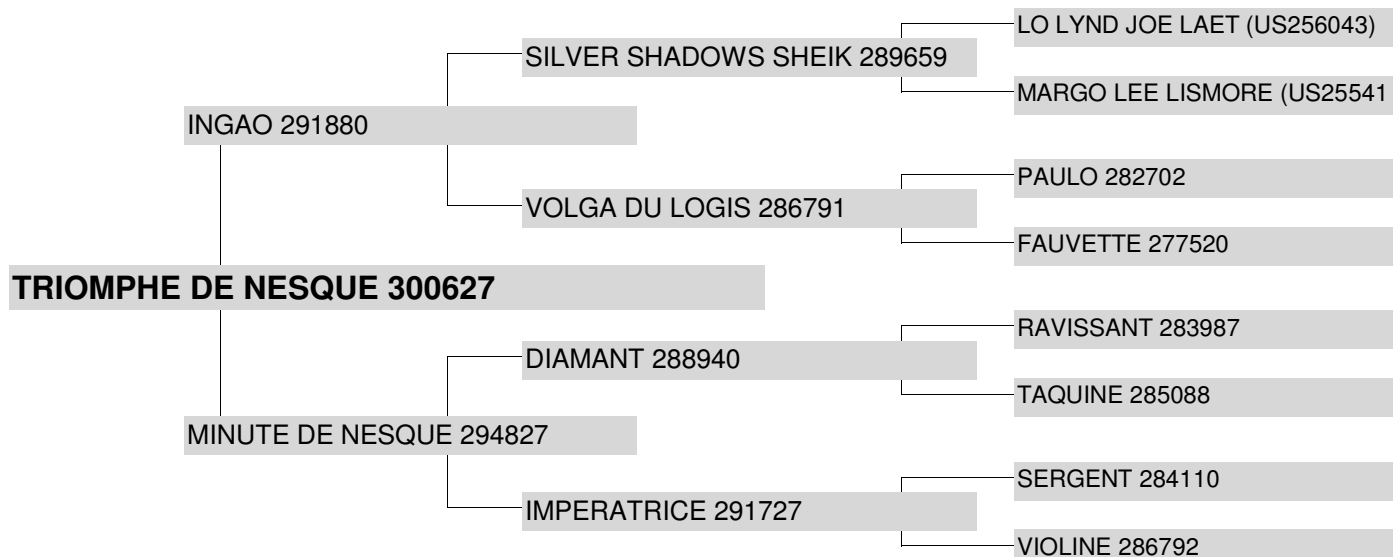 LO LYND JOE LAET (US256043)
SILVER SHADOWS SHEIK 289659
MARGO LEE LISMORE (US25541
INGAO 291880
PAULO 282702
VOLGA DU LOGIS 286791
FAUVETTE 277520
TRIOMPHE DE NESQUE 300627
RAVISSANT 283987
DIAMANT 288940
TAQUINE 285088
MINUTE DE NESQUE 294827
SERGENT 284110
IMPERATRICE 291727
VIOLINE 286792